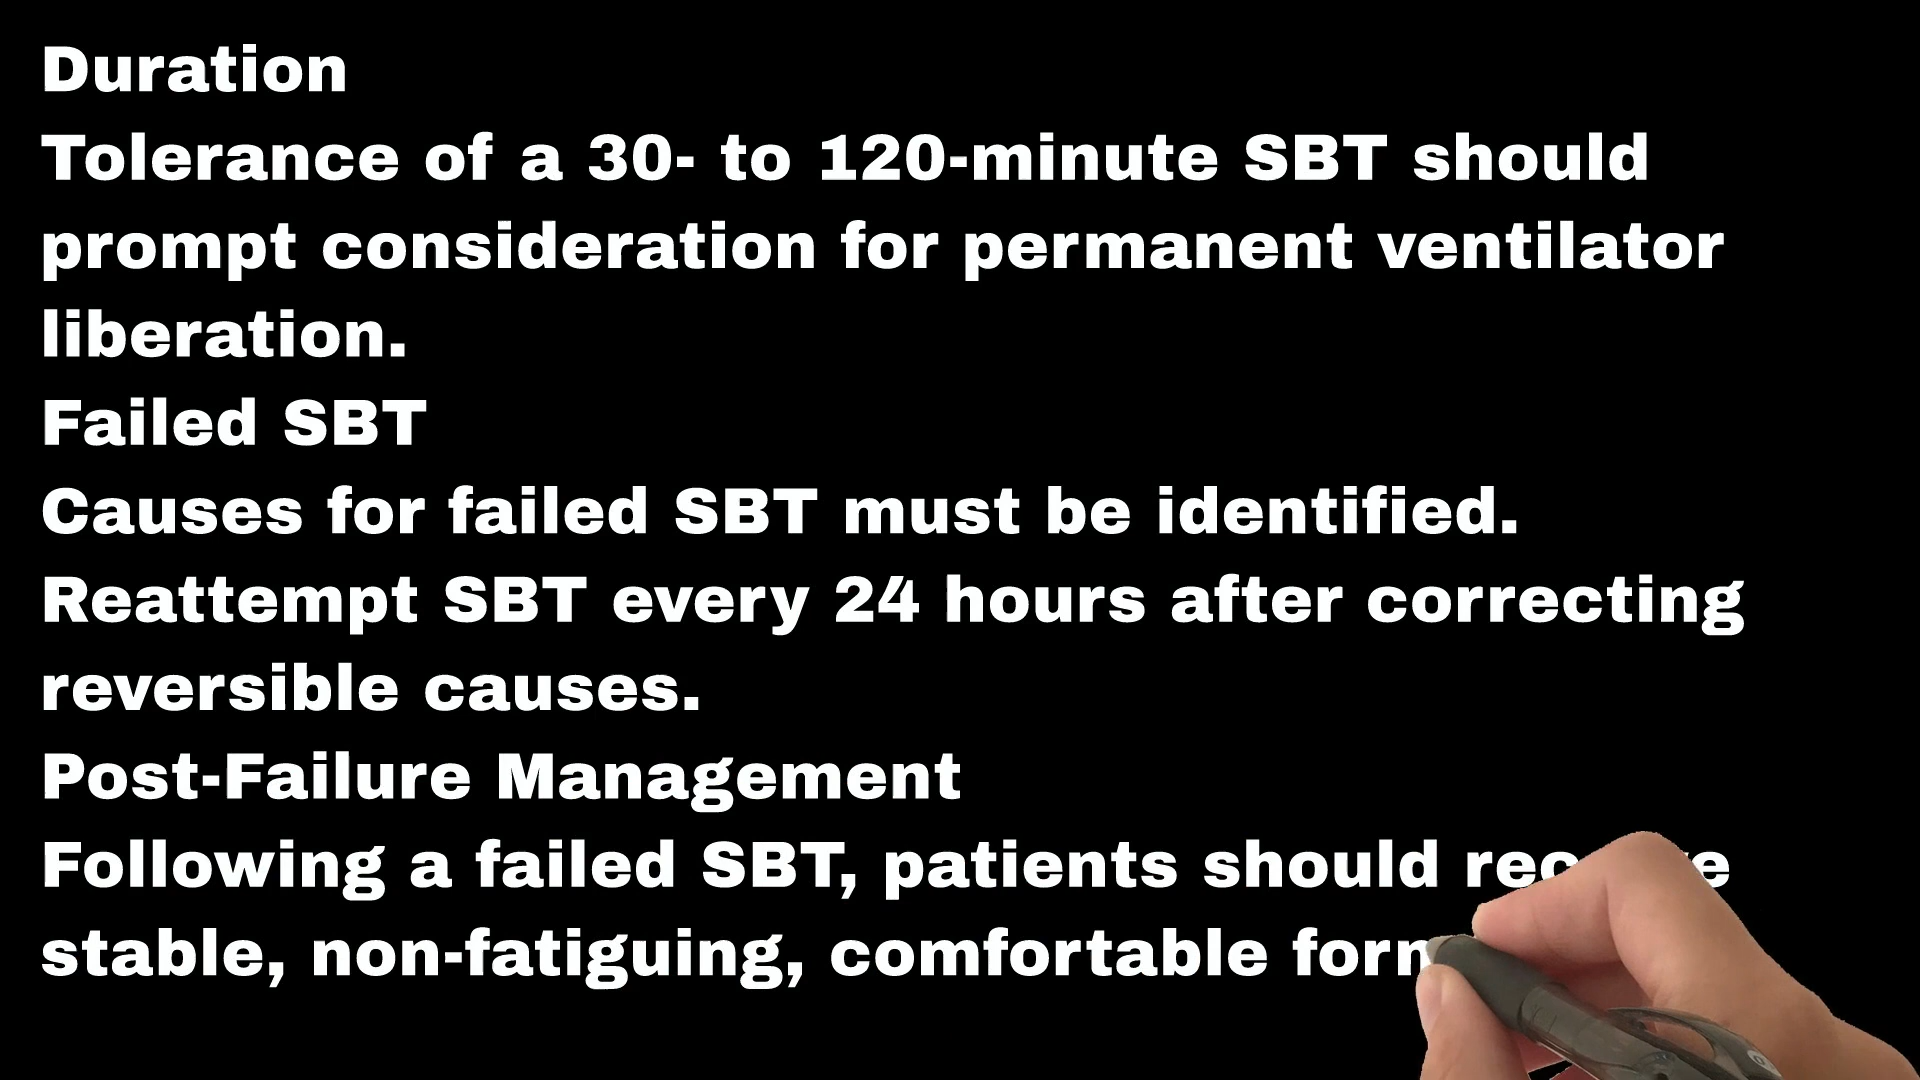 Duration
Tolerance of a 30- to 120-minute SBT should
prompt consideration for permanent ventilator
liberation.
Failed SBT
Causes for failed SBT must be identified.
Reattempt SBT every 24 hours after correcting
reversible causes.
Post-Failure Management
Following a failed SBT, patients should
stable, non-fatiguing, comfortable